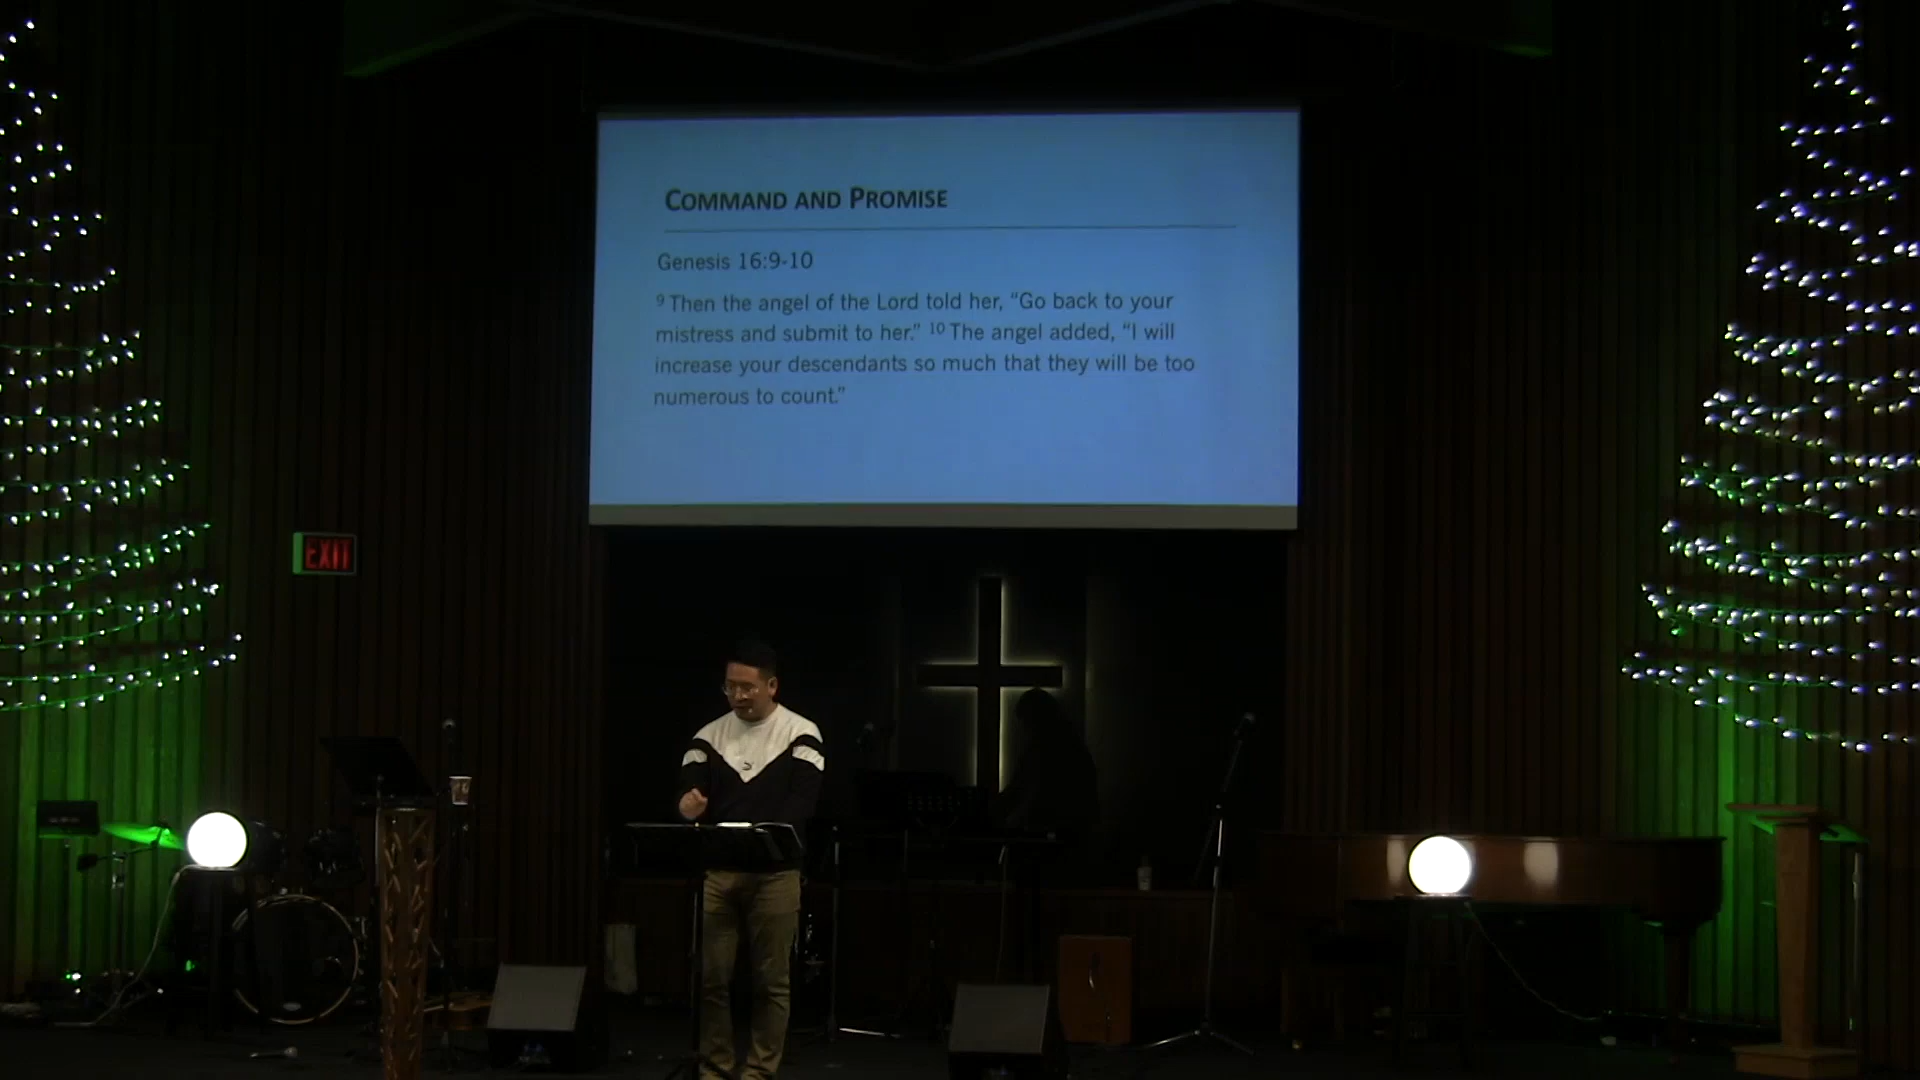 COMMAND AND PROMISE
Genesis 16:9-10
9 Then the angel of the Lord told her, “Go back to your
mistress and submit to her.” 10 The angel added, “I will
increase your descendants so much that they will be too
numerous to count.”
EXIT